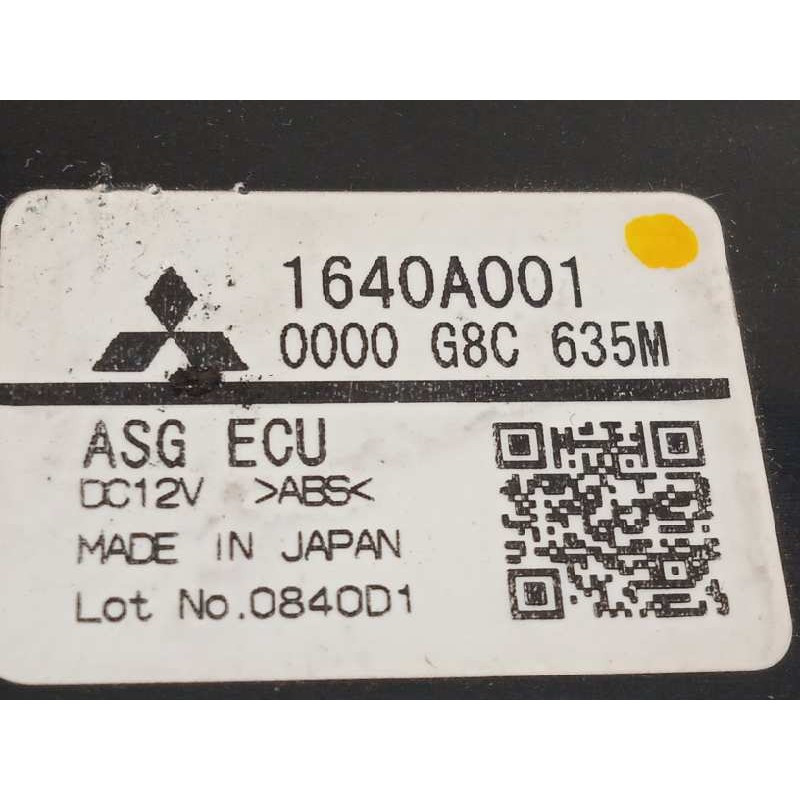 1640A001
0000 G8C 635M
ASG ECU
DC12V >ABS<
MADE IN JAPAN
Lot No.0840D1